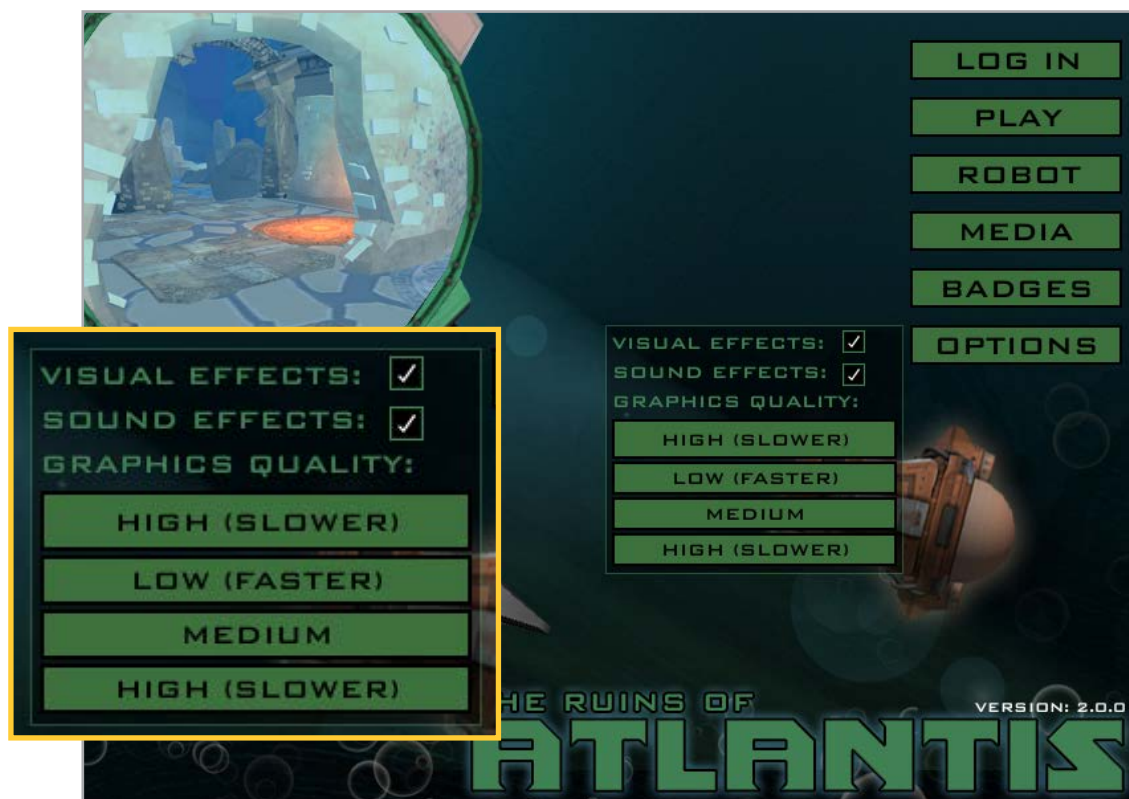 LOG IN
PLAY
ROBOT
MEDIA
BADGES
OPTIONS
VISUAL EFFECTS:
SOUND EFFECTS:
GRAPHICS QUALITY:
HIGH (SLOWER)
LOW (FASTER)
MEDIUM
HIGH (SLOWER)
VISUAL EFFECTS:
SOUND EFFECTS:
GRAPHICS QUALITY:
HIGH (SLOWER)
LOW (FASTER)
MEDIUM
HIGH (SLOWER)
HE RUINS OF
ATLANTIS
VERSION: 2.0.0